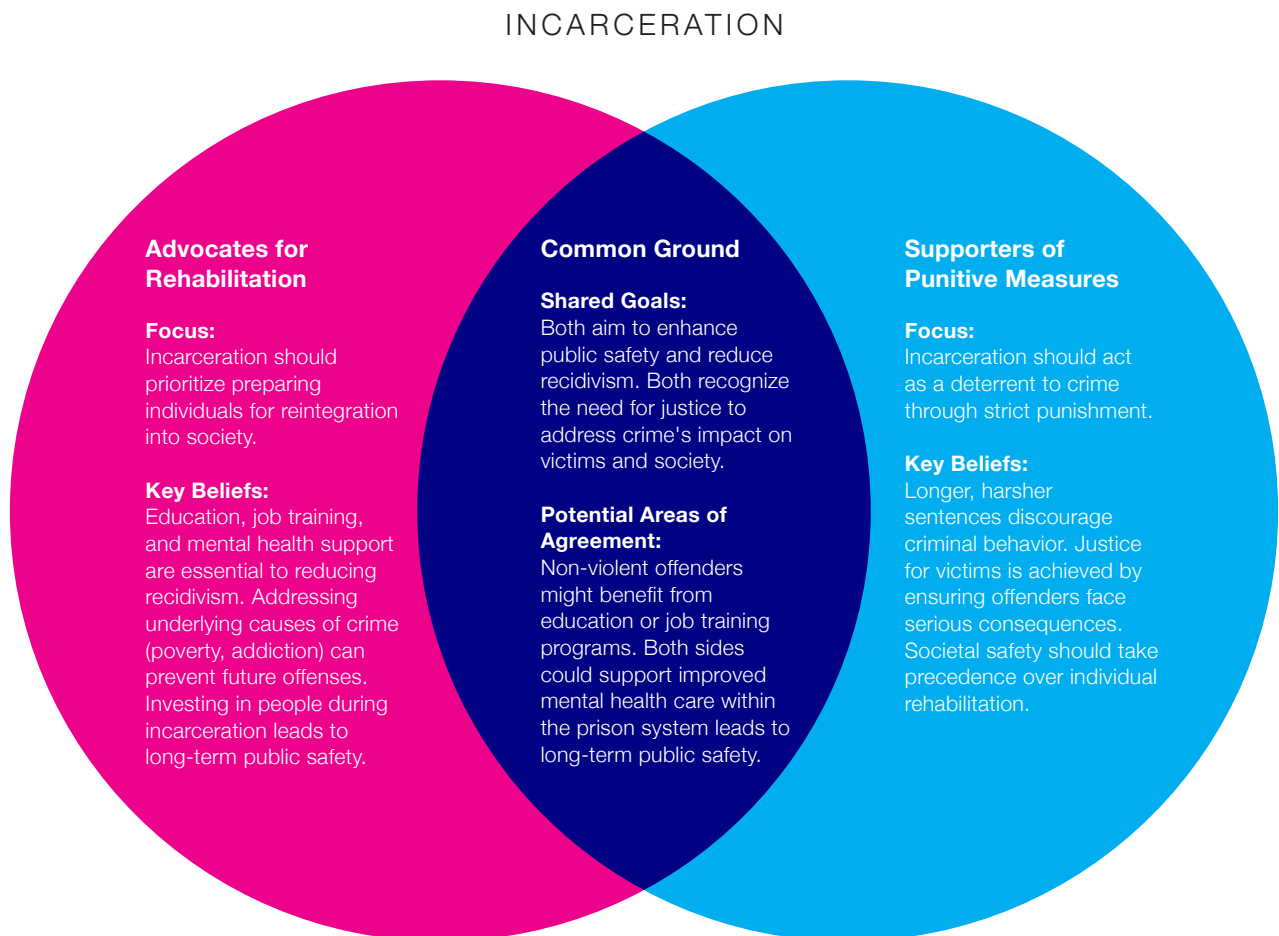 INCARCERATION
Advocates for
Rehabilitation
Focus:
Incarceration should
prioritize preparing
individuals for reintegration
into society.
Key Beliefs:
Education, job training,
and mental health support
are essential to reducing
recidivism. Addressing
underlying causes of crime
(poverty, addiction) can
prevent future offenses.
Investing in people during
incarceration leads to
long-term public safety.
Common Ground
Shared Goals:
Both aim to enhance
public safety and reduce
recidivism. Both recognize
the need for justice to
address crime's impact on
victims and society.
Potential Areas of
Agreement:
Non-violent offenders
might benefit from
education or job training
programs. Both sides
could support improved
mental health care within
the prison system leads to
long-term public safety.
Supporters of
Punitive Measures
Focus:
Incarceration should act
as a deterrent to crime
through strict punishment.
Key Beliefs:
Longer, harsher
sentences discourage
criminal behavior. Justice
for victims is achieved by
ensuring offenders face
serious consequences.
Societal safety should take
precedence over individual
rehabilitation.